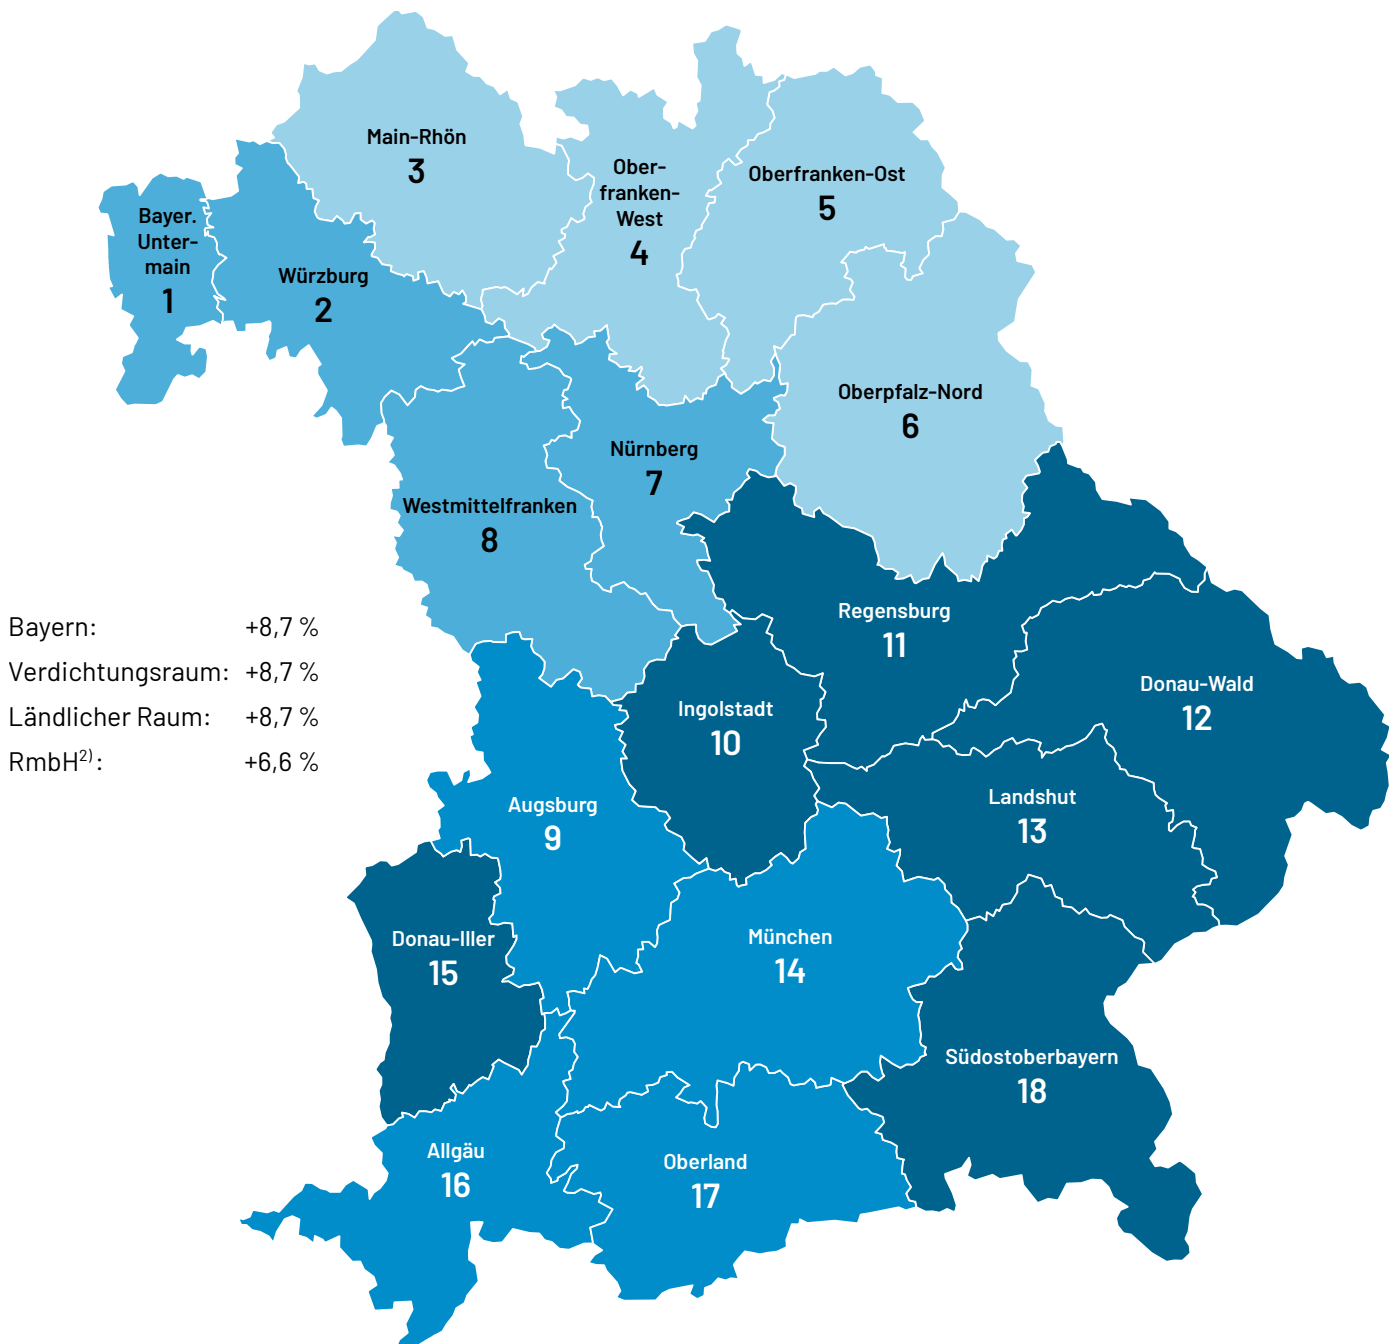 Main-Rhön
3
Ober-
franken-
West
4
Oberfranken-Ost
5
Bayer.
Unter-
main
1
Würzburg
2
Oberpfalz-Nord
6
Nürnberg
7
Westmittelfranken
8
Regensburg
11
Bayern: +8,7 %
Verdichtungsraum: +8,7 %
Ländlicher Raum: +8,7 %
RmbH2): +6,6 %
Donau-Wald
12
Ingolstadt
10
Augsburg
9
Landshut
13
Donau-Iller
15
München
14
Südostoberbayern
18
Allgäu
16
Oberland
17